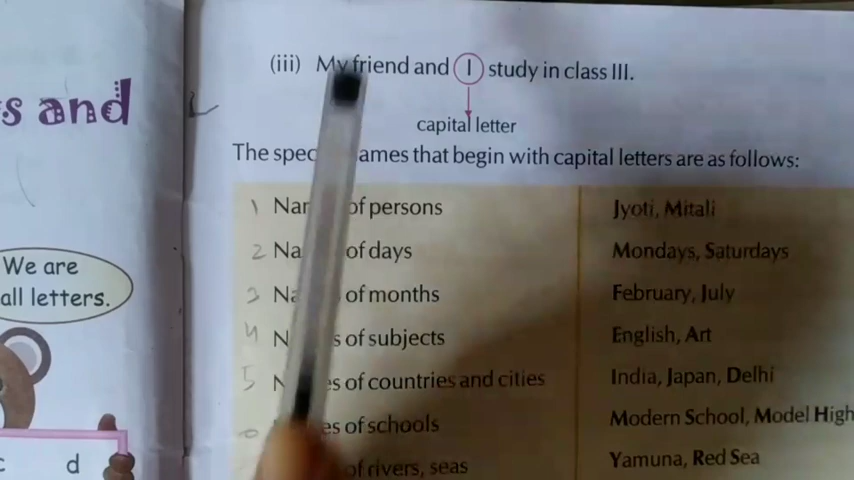 s and
We are
all letters.
c d
(iii) My friend and I study in class III.
capital letter
The spec ames that begin with capital letters are as follows:
1 Na of persons Jyoti, Mitali
2 Na of days Mondays, Saturdays
3 Na of months February, July
4 N s of subjects English, Art
5 N es of countries and cities India, Japan, Delhi
es of schools Modern School, Model High
of rivers, seas Yamuna, Red Sea